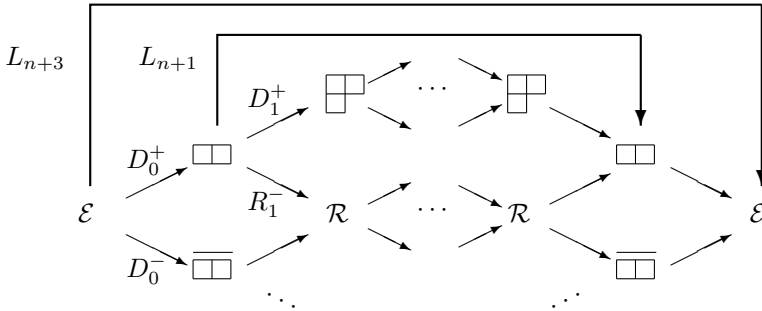 L_{n+3} L_{n+1}
D_1^+ ⋯
D_0^+
R_1^-
ℰ ℛ ⋯ ℛ ℰ
D_0^-
⋱ ⋰